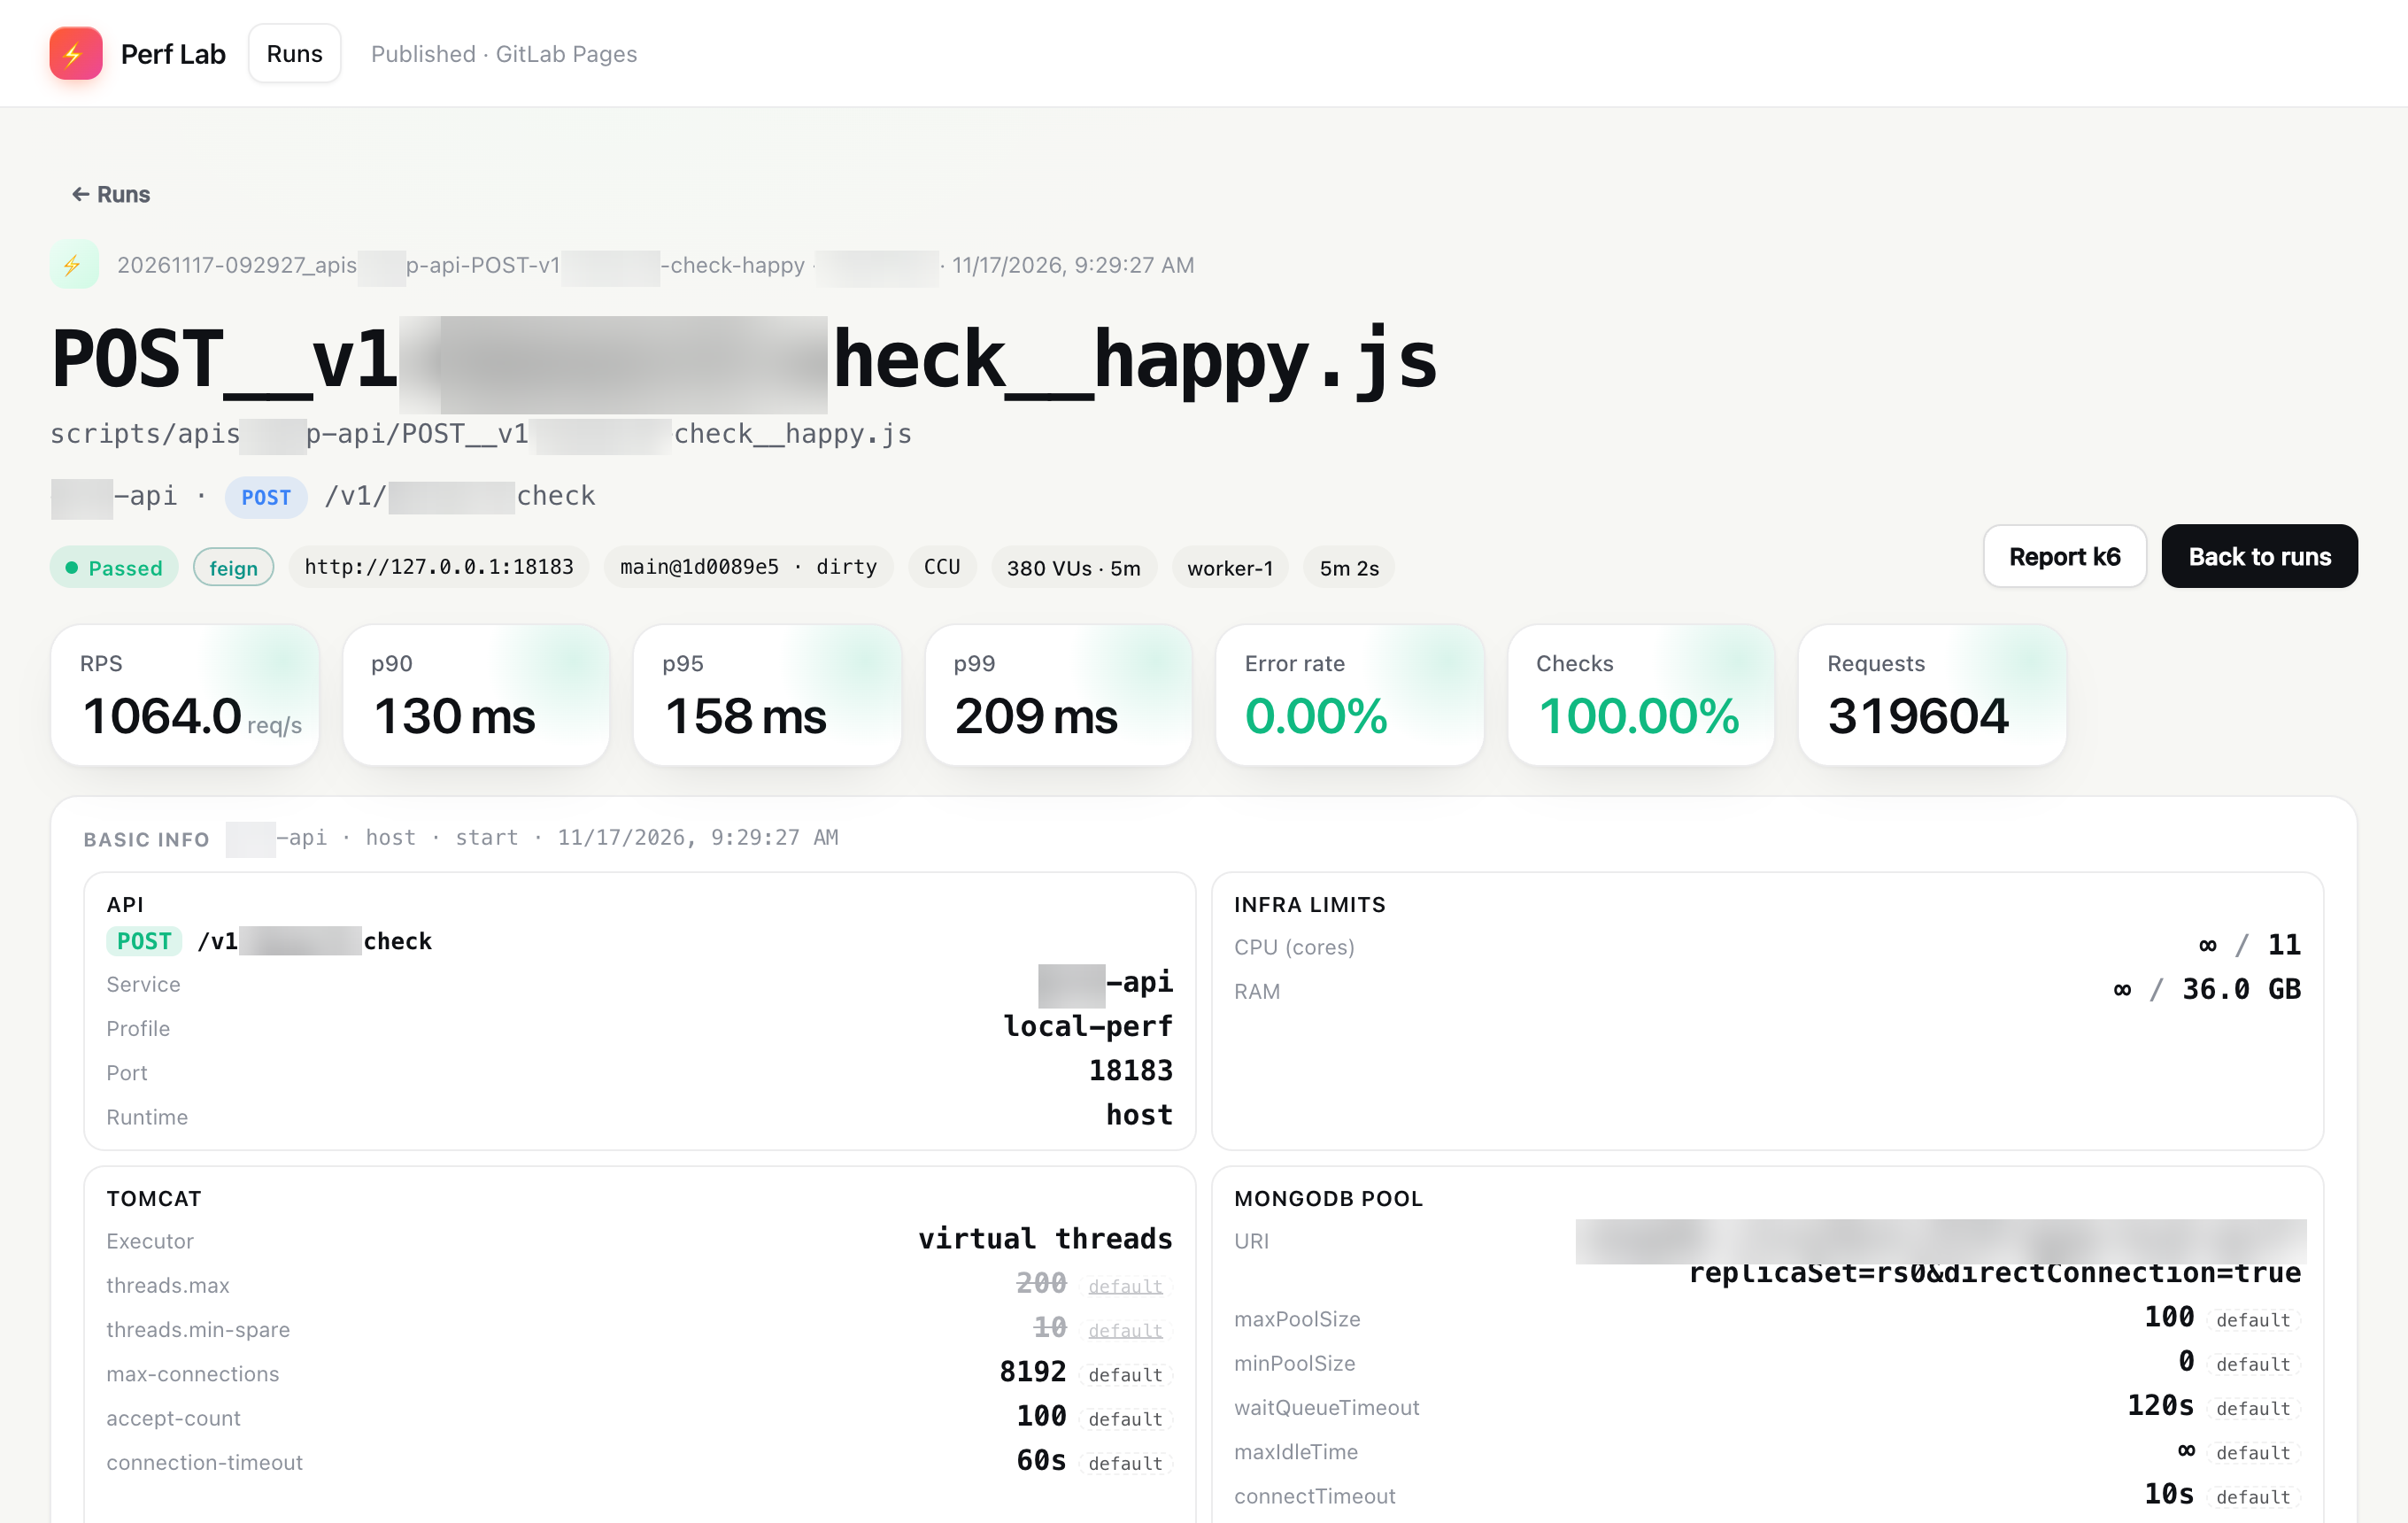 Perf Lab Runs Published · GitLab Pages
← Runs
20261117-092927_apis p-api-POST-v1 -check-happy · · 11/17/2026, 9:29:27 AM
POST__v1 heck__happy.js
scripts/apis p-api/POST__v1 check__happy.js
-api · POST /v1/ check
Passed feign http://127.0.0.1:18183 main@1d0089e5 · dirty CCU 380 VUs · 5m worker-1 5m 2s Report k6 Back to runs
RPS p90 p95 p99 Error rate Checks Requests
1064.0 req/s 130 ms 158 ms 209 ms 0.00% 100.00% 319604
BASIC INFO -api · host · start · 11/17/2026, 9:29:27 AM
API
POST /v1 check
Service -api
Profile local-perf
Port 18183
Runtime host
INFRA LIMITS
CPU (cores) ∞ / 11
RAM ∞ / 36.0 GB
TOMCAT
Executor virtual threads
threads.max 200 default
threads.min-spare 10 default
max-connections 8192 default
accept-count 100 default
connection-timeout 60s default
MONGODB POOL
URI
replicaSet=rs0&directConnection=true
maxPoolSize 100 default
minPoolSize 0 default
waitQueueTimeout 120s default
maxIdleTime ∞ default
connectTimeout 10s default